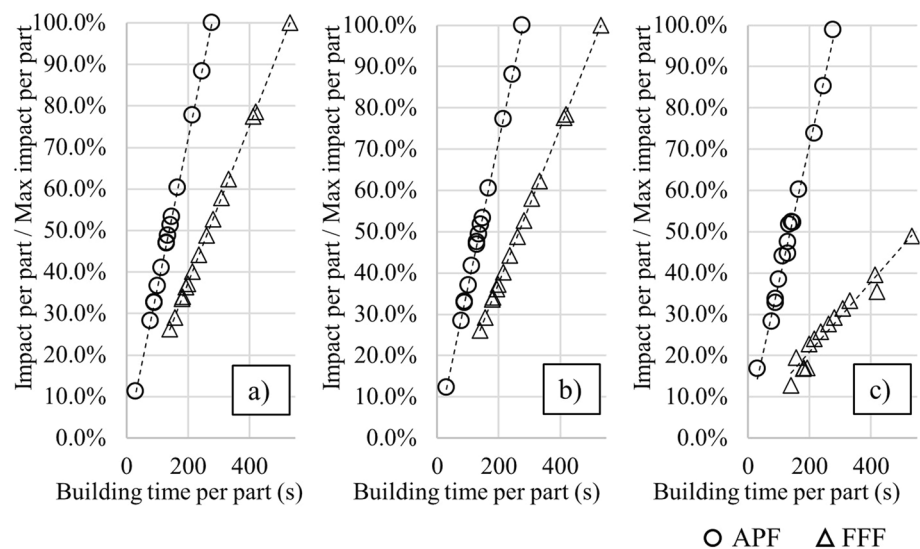 Impact per part / Max impact per part
100.0%
90.0%
80.0%
70.0%
60.0%
50.0%
40.0%
30.0%
20.0%
10.0%
0.0%
0 200 400
Building time per part (s)
a)
Impact per part / Max impact per part
100.0%
90.0%
80.0%
70.0%
60.0%
50.0%
40.0%
30.0%
20.0%
10.0%
0.0%
0 200 400
Building time per part (s)
b)
Impact per part / Max impact per part
100.0%
90.0%
80.0%
70.0%
60.0%
50.0%
40.0%
30.0%
20.0%
10.0%
0.0%
0 200 400
Building time per part (s)
c)
APF FFF